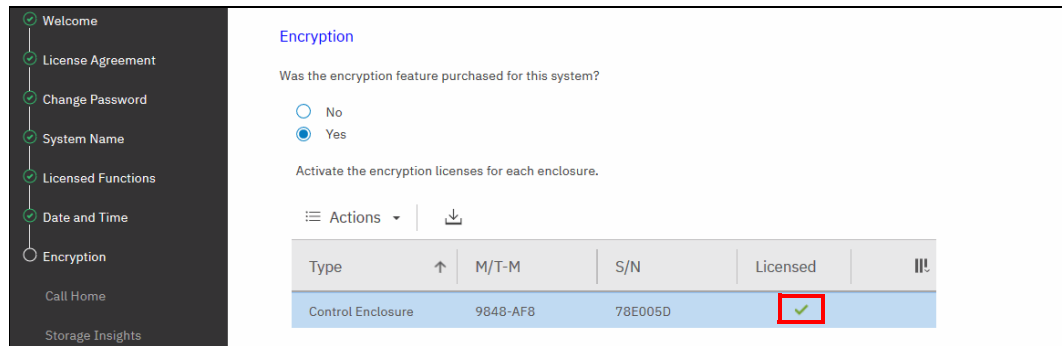 Welcome
License Agreement
Change Password
System Name
Licensed Functions
Date and Time
Encryption
Call Home
Storage Insights
Encryption
Was the encryption feature purchased for this system?
No
Yes
Activate the encryption licenses for each enclosure.
Actions
Type M/T-M S/N Licensed
Control Enclosure 9848-AF8 78E005D